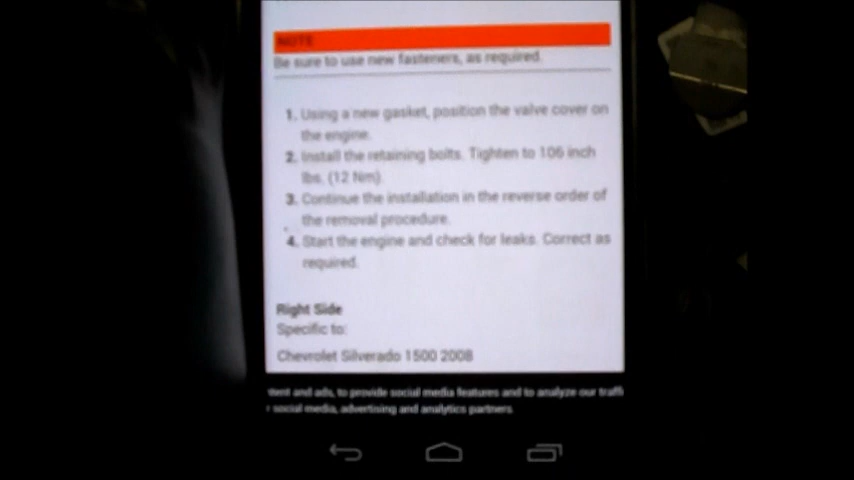 NOTE
Be sure to use new fasteners, as required.
1. Using a new gasket, position the valve cover on
the engine.
2. Install the retaining bolts. Tighten to 106 inch
lbs. (12 Nm).
3. Continue the installation in the reverse order of
the removal procedure.
4. Start the engine and check for leaks. Correct as
required.
Right Side
Specific to:
Chevrolet Silverado 1500 2008
and ads, to provide social media features and to analyze our
social media, advertising and analytics partners